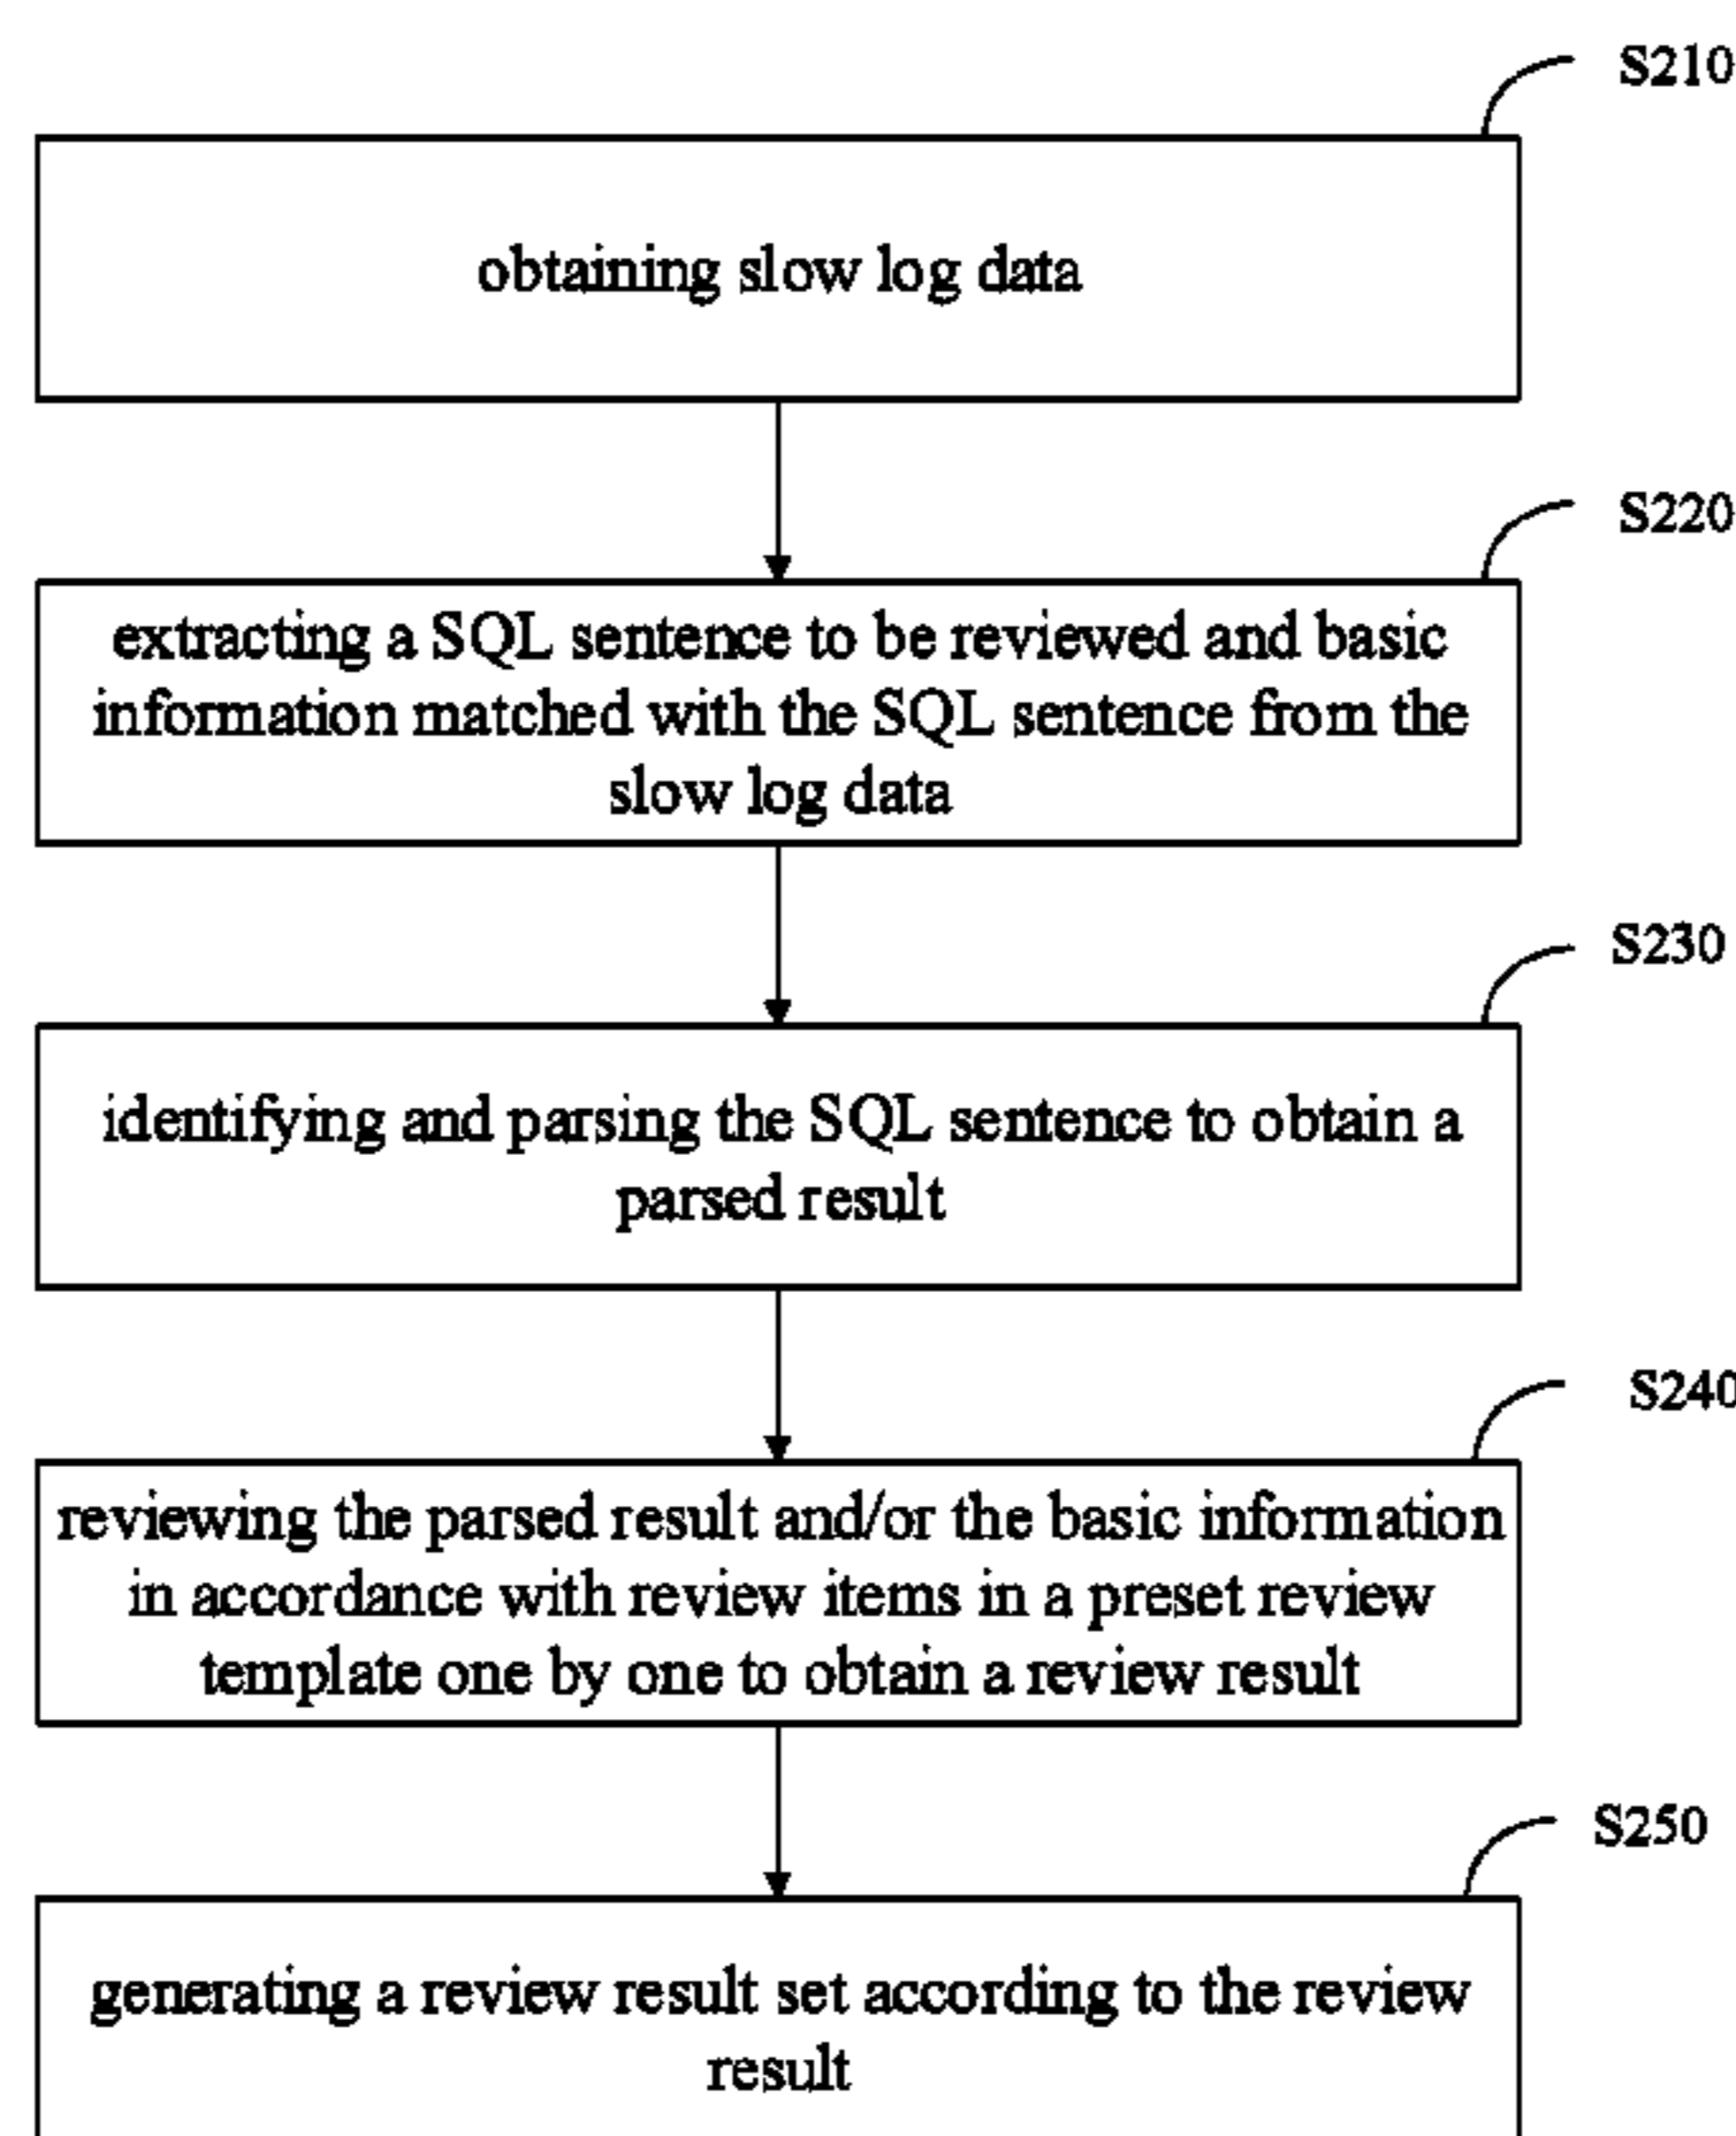 S210
obtaining slow log data
S220
extracting a SQL sentence to be reviewed and basic
information matched with the SQL sentence from the
slow log data
S230
identifying and parsing the SQL sentence to obtain a
parsed result
S240
reviewing the parsed result and/or the basic information
in accordance with review items in a preset review
template one by one to obtain a review result
S250
generating a review result set according to the review
result